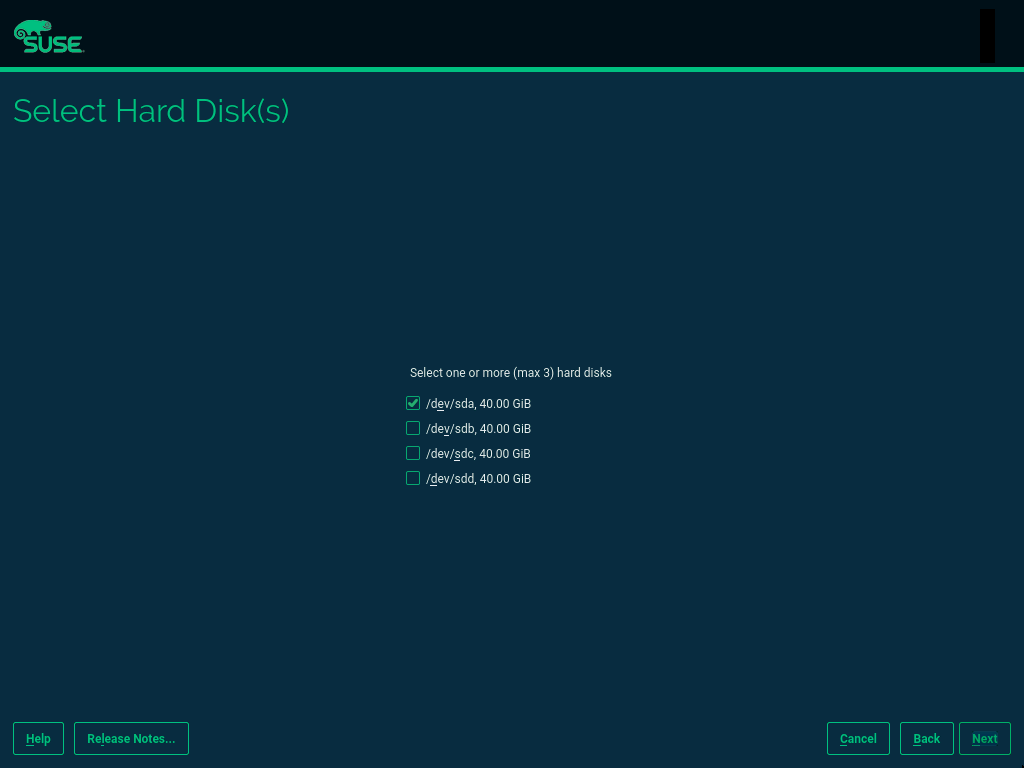 SUSE
Select Hard Disk(s)
Select one or more (max 3) hard disks
/dev/sda, 40.00 GiB
/dev/sdb, 40.00 GiB
/dev/sdc, 40.00 GiB
/dev/sdd, 40.00 GiB
Help Release Notes... Cancel Back Next